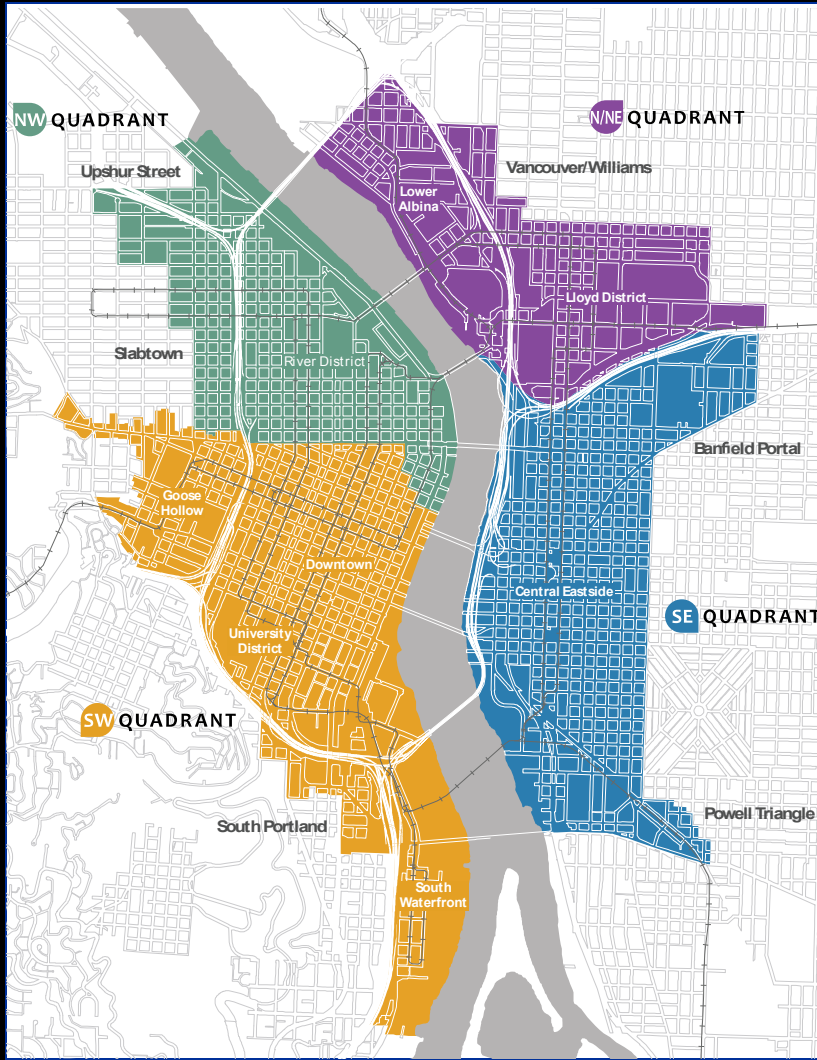 NW QUADRANT
N/NE QUADRANT
Upshur Street
Vancouver/Williams
Lower
Albina
Lloyd District
Slabtown
River District
Banfield Portal
Goose
Hollow
Downtown
Central Eastside
SE QUADRANT
University
District
SW QUADRANT
South Portland
Powell Triangle
South
Waterfront